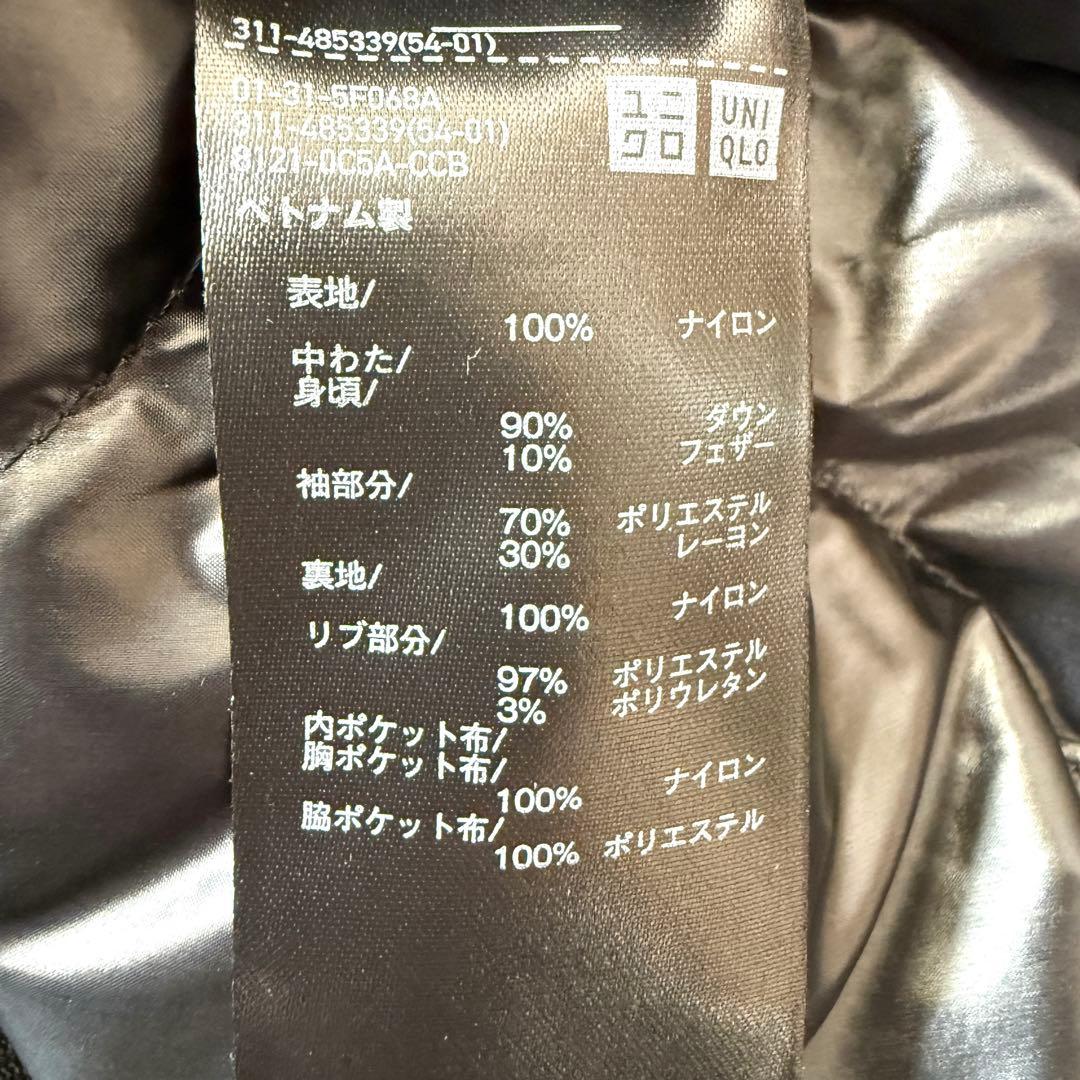 311-485339(54-01)
01-31-5F068A
311-485339(54-01)
8121-0C5A-CCB
ユニ
クロ
UNI
QLO
ベトナム製
表地/
100% ナイロン
中わた/
身頃/
90% ダウン
10% フェザー
袖部分/
70% ポリエステル
30% レーヨン
裏地/
100% ナイロン
リブ部分/
97% ポリエステル
3% ポリウレタン
内ポケット布/
胸ポケット布/
100% ナイロン
脇ポケット布/
100% ポリエステル